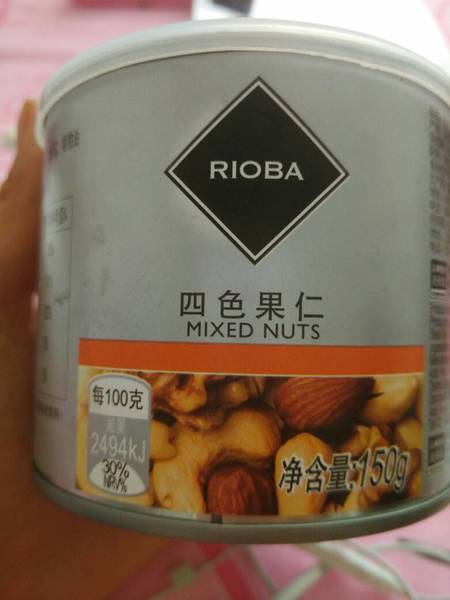 RIOBA
四色果仁
MIXED NUTS
每100克
能量
2494kJ
30%
NRV%
净含量:150g